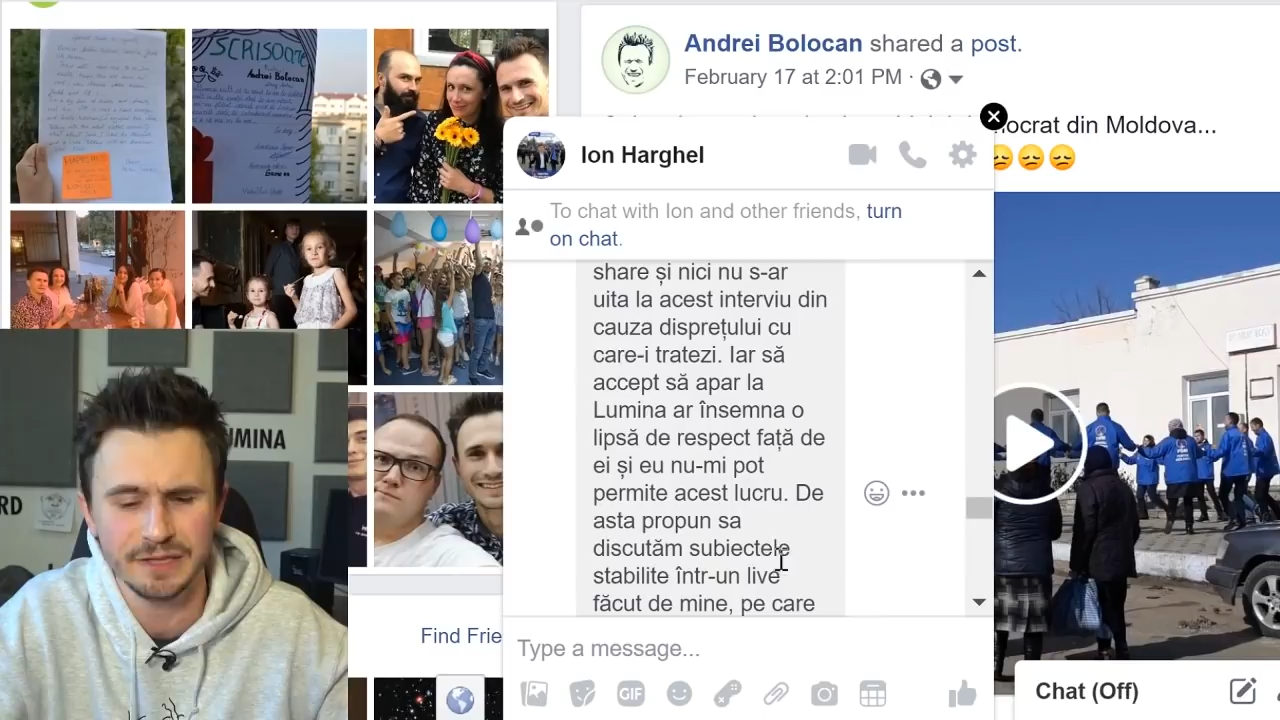 SCRISOARE
Andrei Bolocan
Andrei Bolocan shared a post.
February 17 at 2:01 PM ·
ocrat din Moldova...
Ion Harghel
To chat with Ion and other friends, turn
on chat.
share și nici nu s-ar
uita la acest interviu din
cauza disprețului cu
care-i tratezi. Iar să
accept să apar la
Lumina ar însemna o
lipsă de respect față de
ei și eu nu-mi pot
permite acest lucru. De
asta propun sa
discutăm subiectele
stabilite într-un live
făcut de mine, pe care
Type a message...
GIF
UMINA
RD
Find Frie
Chat (Off)